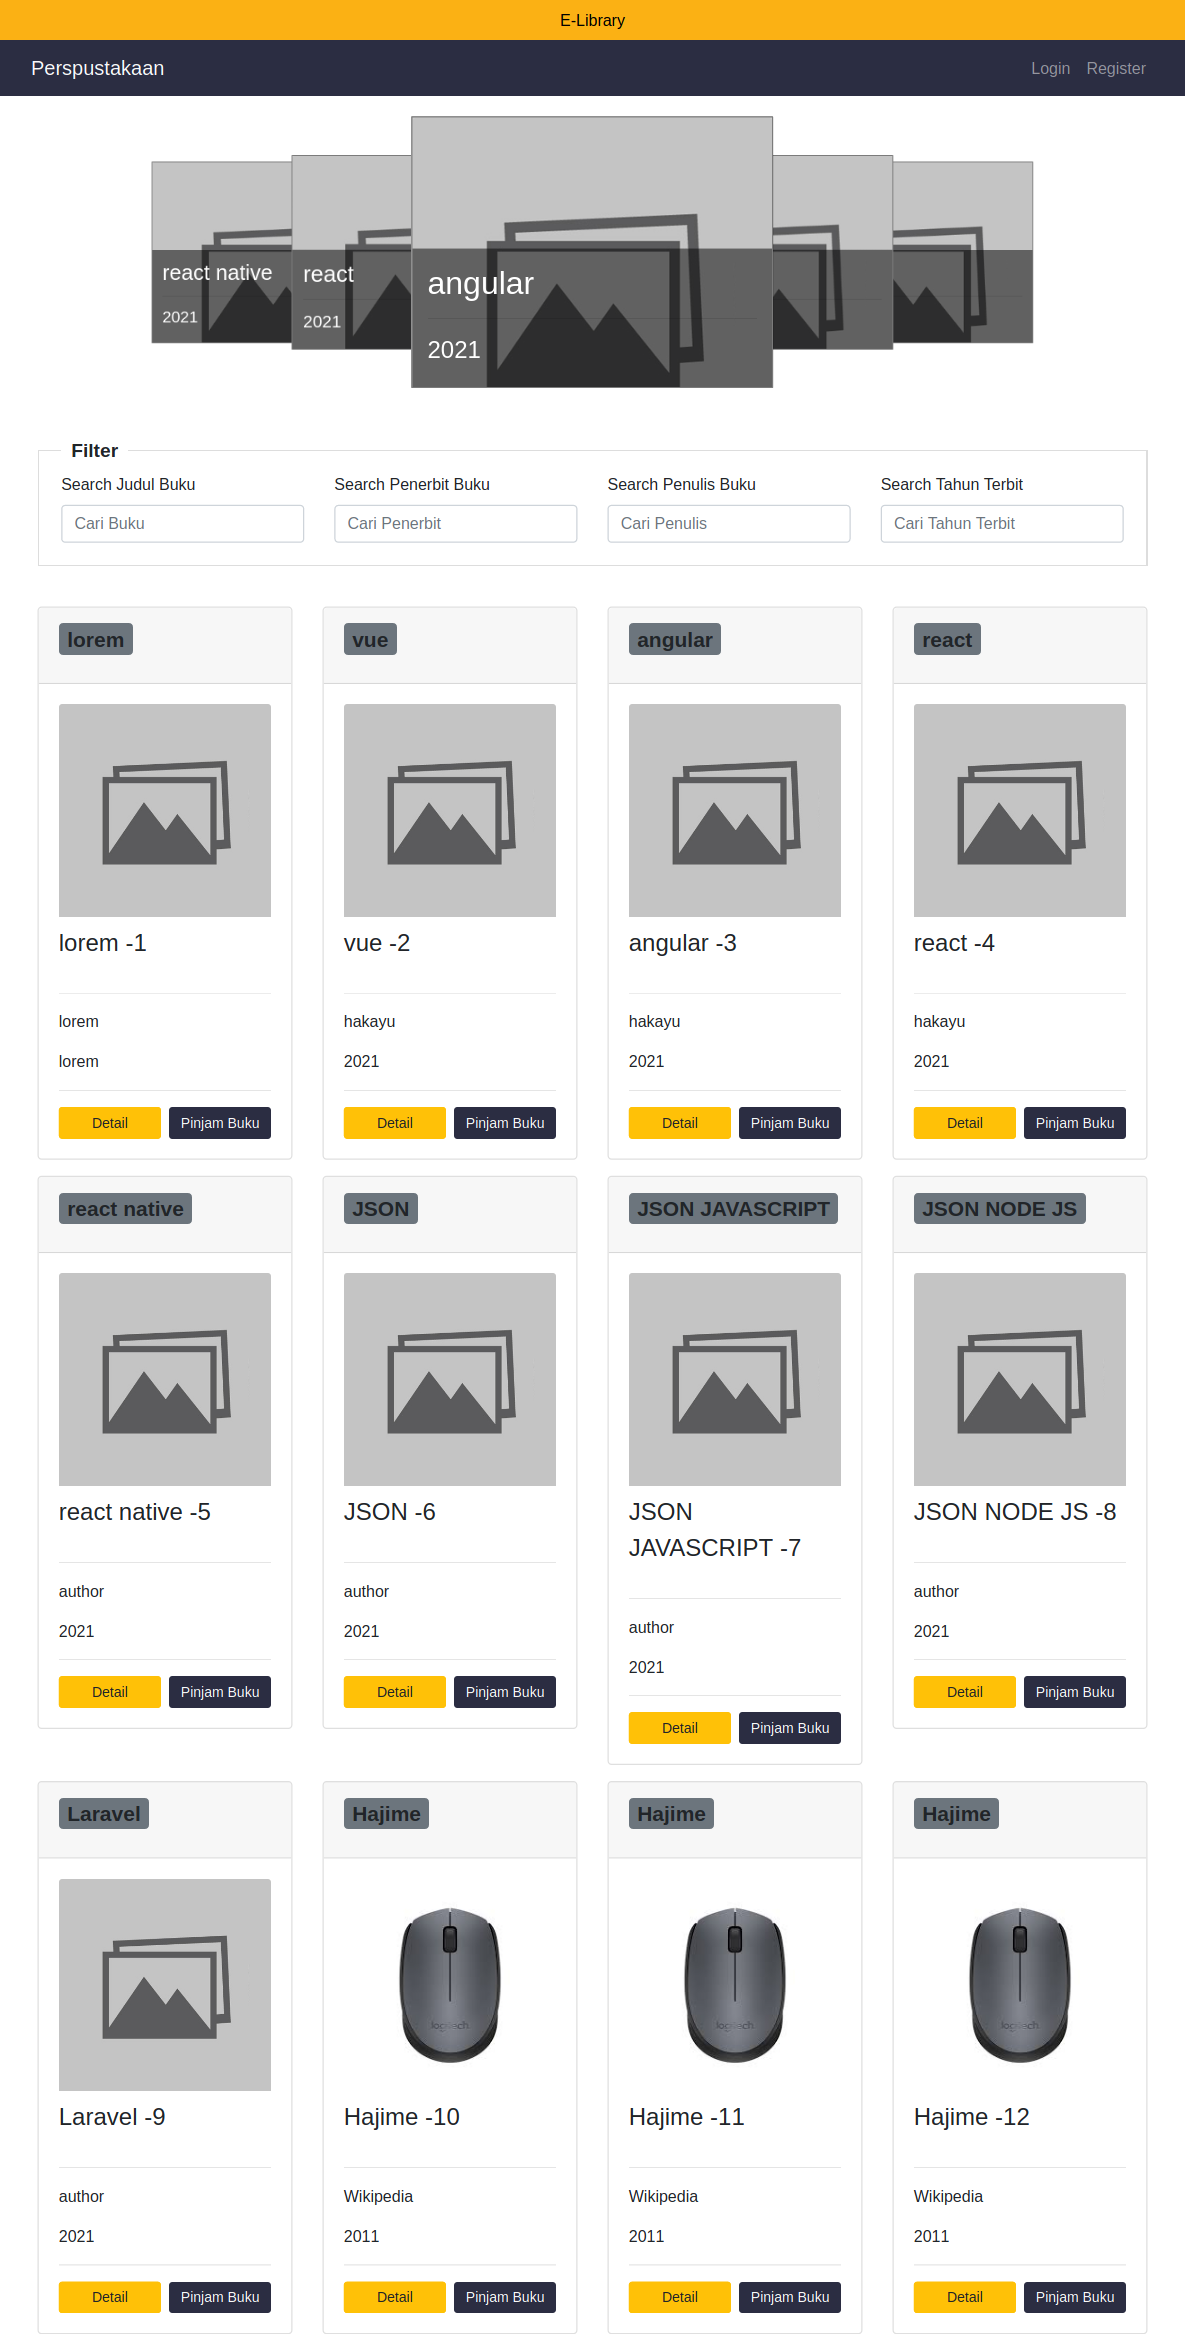 E-Library
Perspustakaan
Login Register
react native
2021
react
2021
angular
2021
Filter
Search Judul Buku
Search Penerbit Buku
Search Penulis Buku
Search Tahun Terbit
Cari Buku
Cari Penerbit
Cari Penulis
Cari Tahun Terbit
lorem
lorem -1
lorem
lorem
Detail
Pinjam Buku
vue
vue -2
hakayu
2021
Detail
Pinjam Buku
angular
angular -3
hakayu
2021
Detail
Pinjam Buku
react
react -4
hakayu
2021
Detail
Pinjam Buku
react native
react native -5
author
2021
Detail
Pinjam Buku
JSON
JSON -6
author
2021
Detail
Pinjam Buku
JSON JAVASCRIPT
JSON
JAVASCRIPT -7
author
2021
Detail
Pinjam Buku
JSON NODE JS
JSON NODE JS -8
author
2021
Detail
Pinjam Buku
Laravel
Laravel -9
author
2021
Detail
Pinjam Buku
Hajime
logitech
Hajime -10
Wikipedia
2011
Detail
Pinjam Buku
Hajime
logitech
Hajime -11
Wikipedia
2011
Detail
Pinjam Buku
Hajime
logitech
Hajime -12
Wikipedia
2011
Detail
Pinjam Buku